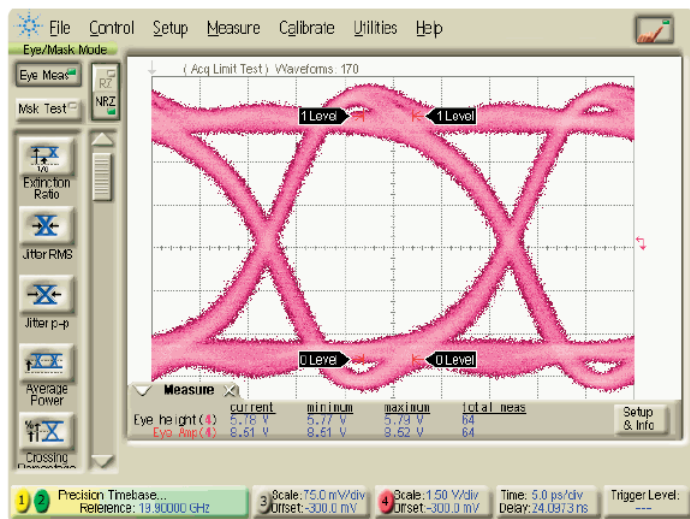 File Control Setup Measure Calibrate Utilities Help
Eye/Mask Mode
Eye Meas
RZ
NRZ
Msk Test
( Acq Limit Test ) Waveforms: 170
1 Level 1 Level
Extinction
Ratio
Jitter RMS
Jitter p-p
Average
Power
Crossing
0 Level 0 Level
Measure
current minimum maximum total meas
Eye height(4) 5.78 V 5.77 V 5.79 V 64
Eye Amp(4) 8.51 V 8.51 V 8.52 V 64
Setup
& Info
1 2 Precision Timebase...
Reference: 19.90000 GHz
3 Scale:75.0 mV/div
Offset:-300.0 mV
4 Scale:1.50 V/div
Offset:-300.0 mV
Time: 5.0 ps/div
Delay:24.0973 ns
Trigger Level:
---